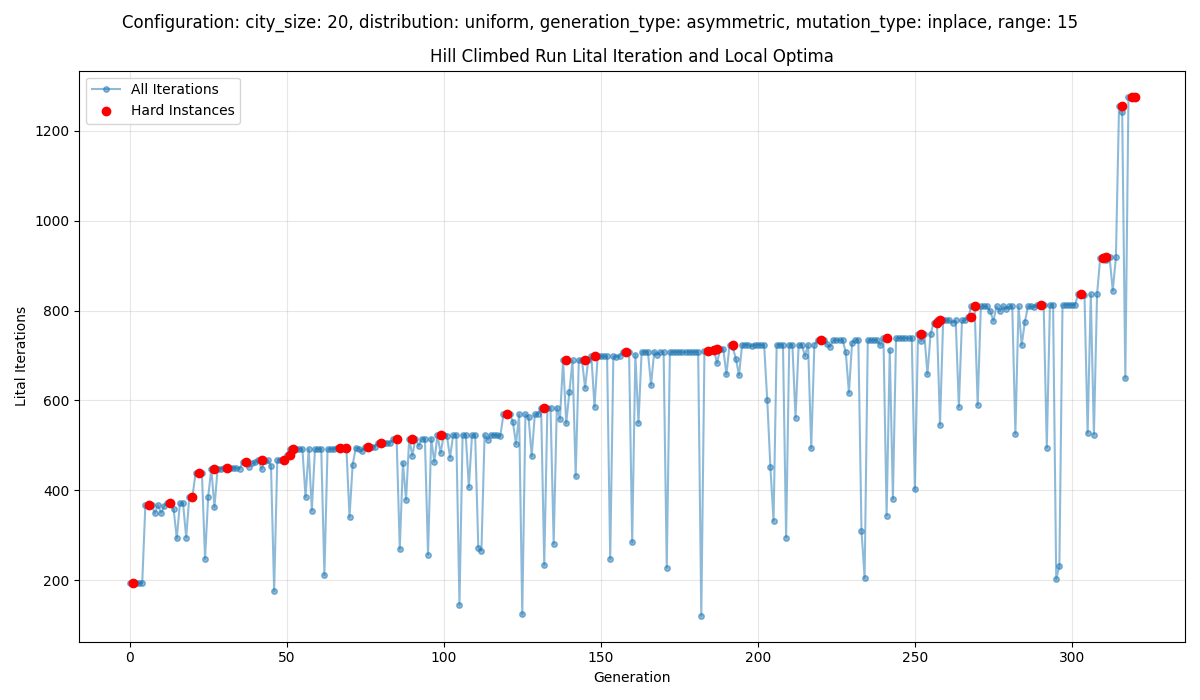 Configuration: city_size: 20, distribution: uniform, generation_type: asymmetric, mutation_type: inplace, range: 15
Hill Climbed Run Lital Iteration and Local Optima
All Iterations
Hard Instances
1200
1000
800
600
400
200
Lital Iterations
0 50 100 150 200 250 300
Generation